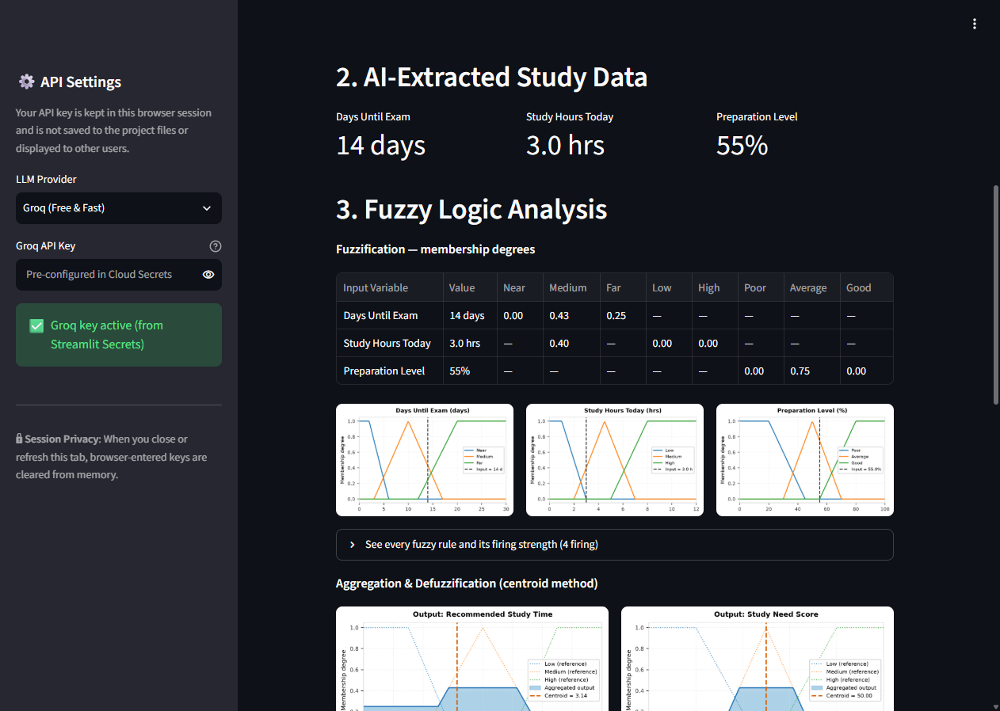 API Settings
Your API key is kept in this browser session
and is not saved to the project files or
displayed to other users.
LLM Provider
Groq (Free & Fast)
Groq API Key
Pre-configured in Cloud Secrets
Groq key active (from
Streamlit Secrets)
Session Privacy: When you close or
refresh this tab, browser-entered keys are
cleared from memory.
2. AI-Extracted Study Data
Days Until Exam Study Hours Today Preparation Level
14 days 3.0 hrs 55%
3. Fuzzy Logic Analysis
Fuzzification — membership degrees
Input Variable Value Near Medium Far Low High Poor Average Good
Days Until Exam 14 days 0.00 0.43 0.25 — — — — —
Study Hours Today 3.0 hrs — 0.40 — 0.00 0.00 — — —
Preparation Level 55% — — — — — 0.00 0.75 0.00
Days Until Exam (days)
Membership degree
1.0
0.8
0.6
0.4
0.2
0.0
0 5 10 15 20 25 30
Near
Medium
Far
Input = 14 d
Study Hours Today (hrs)
Membership degree
1.0
0.8
0.6
0.4
0.2
0.0
0 2 4 6 8 10 12
Low
Medium
High
Input = 3.0 h
Preparation Level (%)
Membership degree
1.0
0.8
0.6
0.4
0.2
0.0
0 20 40 60 80 100
Poor
Average
Good
Input = 55.0%
See every fuzzy rule and its firing strength (4 firing)
Aggregation & Defuzzification (centroid method)
Output: Recommended Study Time
Membership degree
1.0
0.8
0.6
0.4
Low (reference)
Medium (reference)
High (reference)
Aggregated output
Centroid = 3.14
Output: Study Need Score
Membership degree
1.0
0.8
0.6
0.4
Low (reference)
Medium (reference)
High (reference)
Aggregated output
Centroid = 50.00